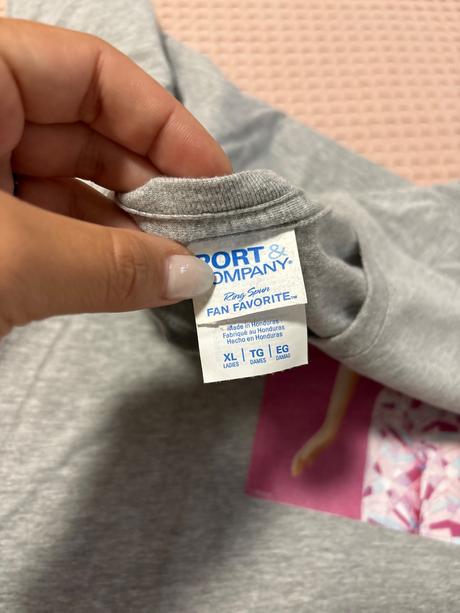 PORT &
COMPANY®
Ring Spun
FAN FAVORITE™
Made in Honduras
Fabriqué au Honduras
Hecho en Honduras
XL | TG | EG
LADIES DAMES DAMAS